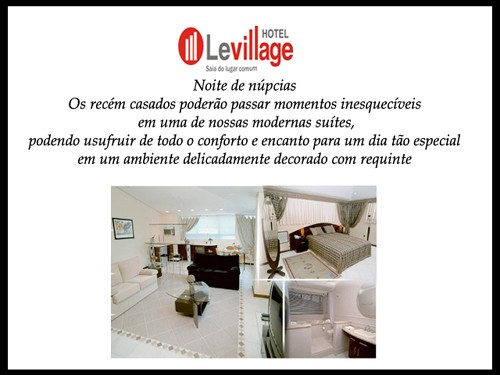 HOTEL
Levillage
Saia do lugar comum
Noite de núpcias
Os recém casados poderão passar momentos inesquecíveis
em uma de nossas modernas suítes,
podendo usufruir de todo o conforto e encanto para um dia tão especial
em um ambiente delicadamente decorado com requinte